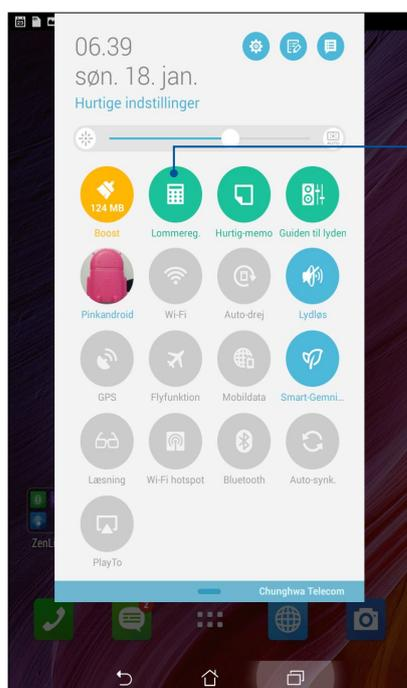 06.39
søn. 18. jan.
Hurtige indstillinger
AUTO
124 MB
Boost Lommereg. Hurtig-memo Guiden til lyden
Pinkandroid Wi-Fi Auto-drej Lydløs
GPS Flyfunktion Mobildata Smart-Gemni...
Læsning Wi-Fi hotspot Bluetooth Auto-synk.
PlayTo
Chunghwa Telecom
ZenLi
2